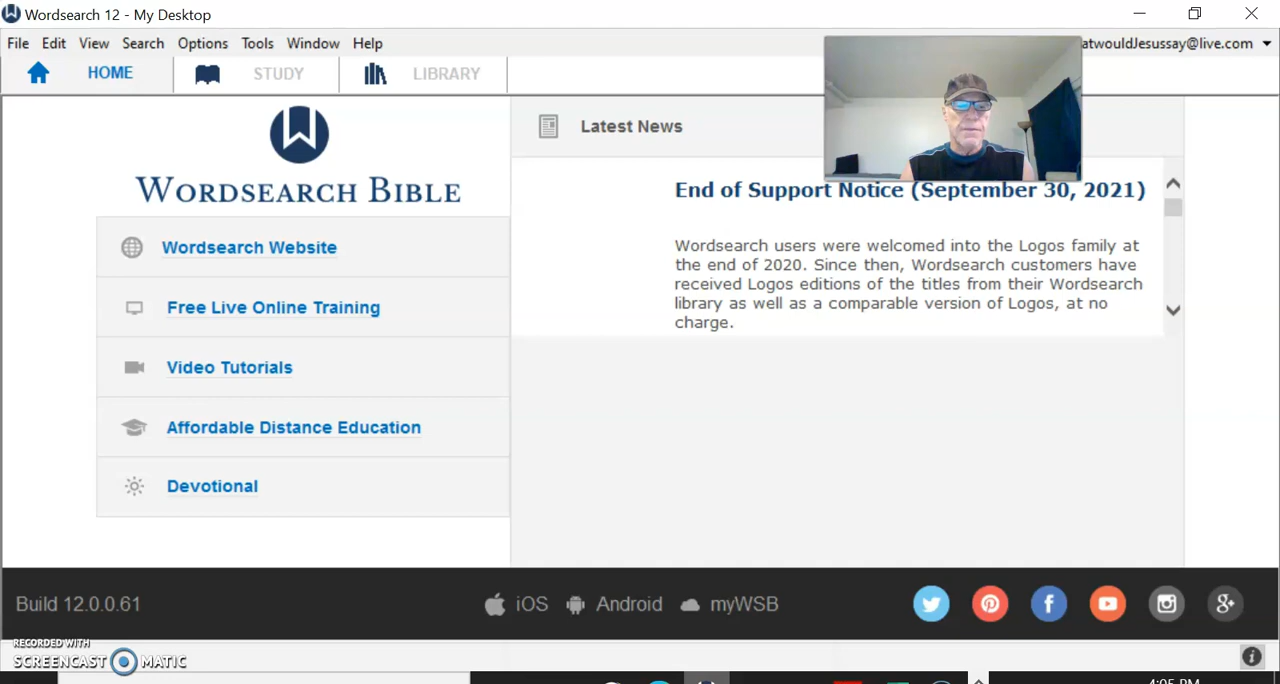 Wordsearch 12 - My Desktop
File Edit View Search Options Tools Window Help
atwouldJesussay@live.com
HOME STUDY LIBRARY
WORDSEARCH BIBLE
Wordsearch Website
Free Live Online Training
Video Tutorials
Affordable Distance Education
Devotional
Latest News
End of Support Notice (September 30, 2021)
Wordsearch users were welcomed into the Logos family at
the end of 2020. Since then, Wordsearch customers have
received Logos editions of the titles from their Wordsearch
library as well as a comparable version of Logos, at no
charge.
Build 12.0.0.61 iOS Android myWSB
RECORDED WITH
SCREENCAST MATIC
4:05 PM